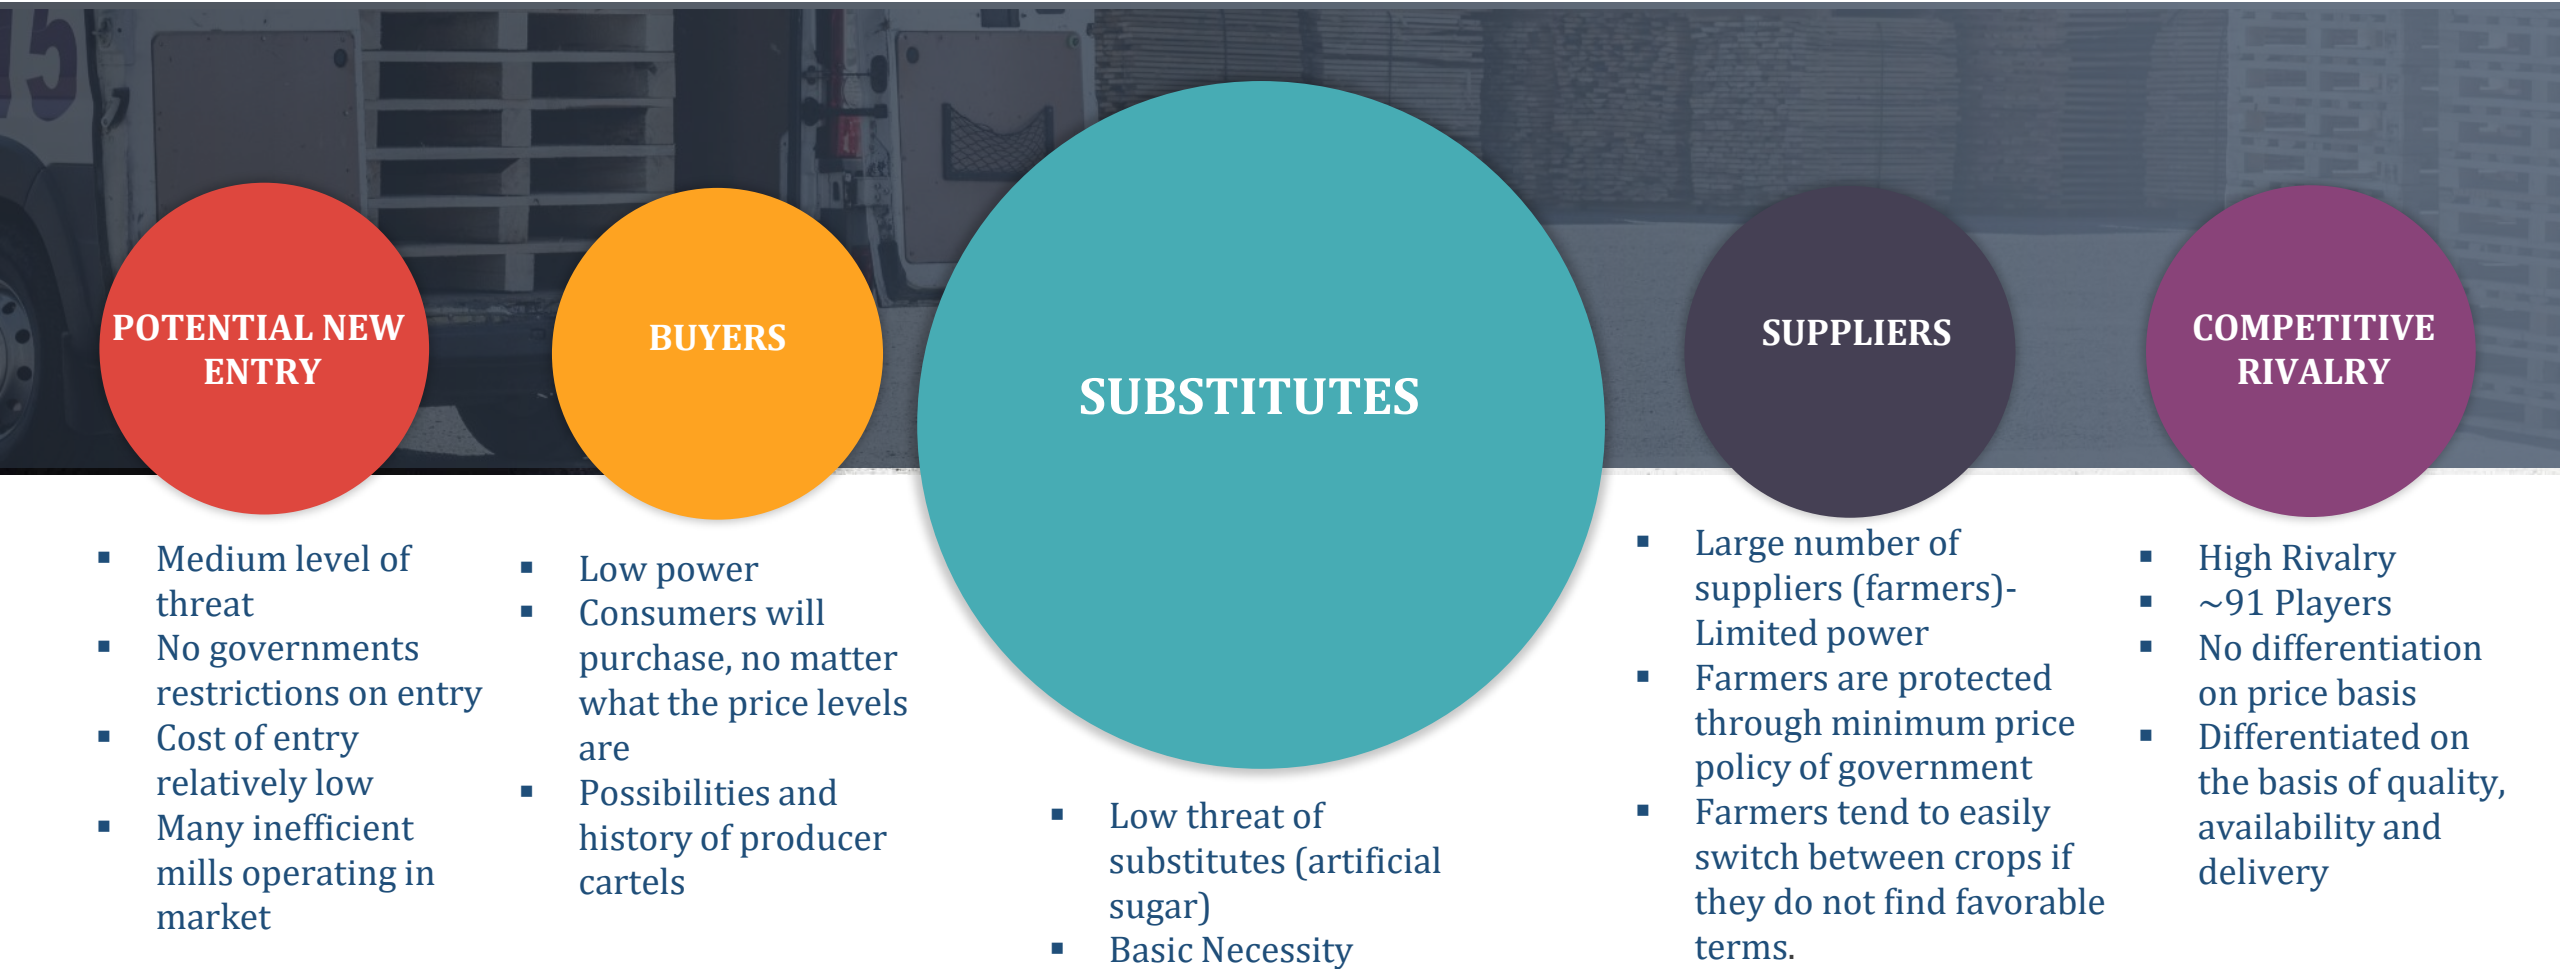 POTENTIAL NEW
ENTRY
▪ Medium level of
threat
▪ No governments
restrictions on entry
▪ Cost of entry
relatively low
▪ Many inefficient
mills operating in
market
BUYERS
▪ Low power
▪ Consumers will
purchase, no matter
what the price levels
are
▪ Possibilities and
history of producer
cartels
SUBSTITUTES
▪ Low threat of
substitutes (artificial
sugar)
▪ Basic Necessity
SUPPLIERS
▪ Large number of
suppliers (farmers)-
Limited power
▪ Farmers are protected
through minimum price
policy of government
▪ Farmers tend to easily
switch between crops if
they do not find favorable
terms.
COMPETITIVE
RIVALRY
▪ High Rivalry
▪ ~91 Players
▪ No differentiation
on price basis
▪ Differentiated on
the basis of quality,
availability and
delivery